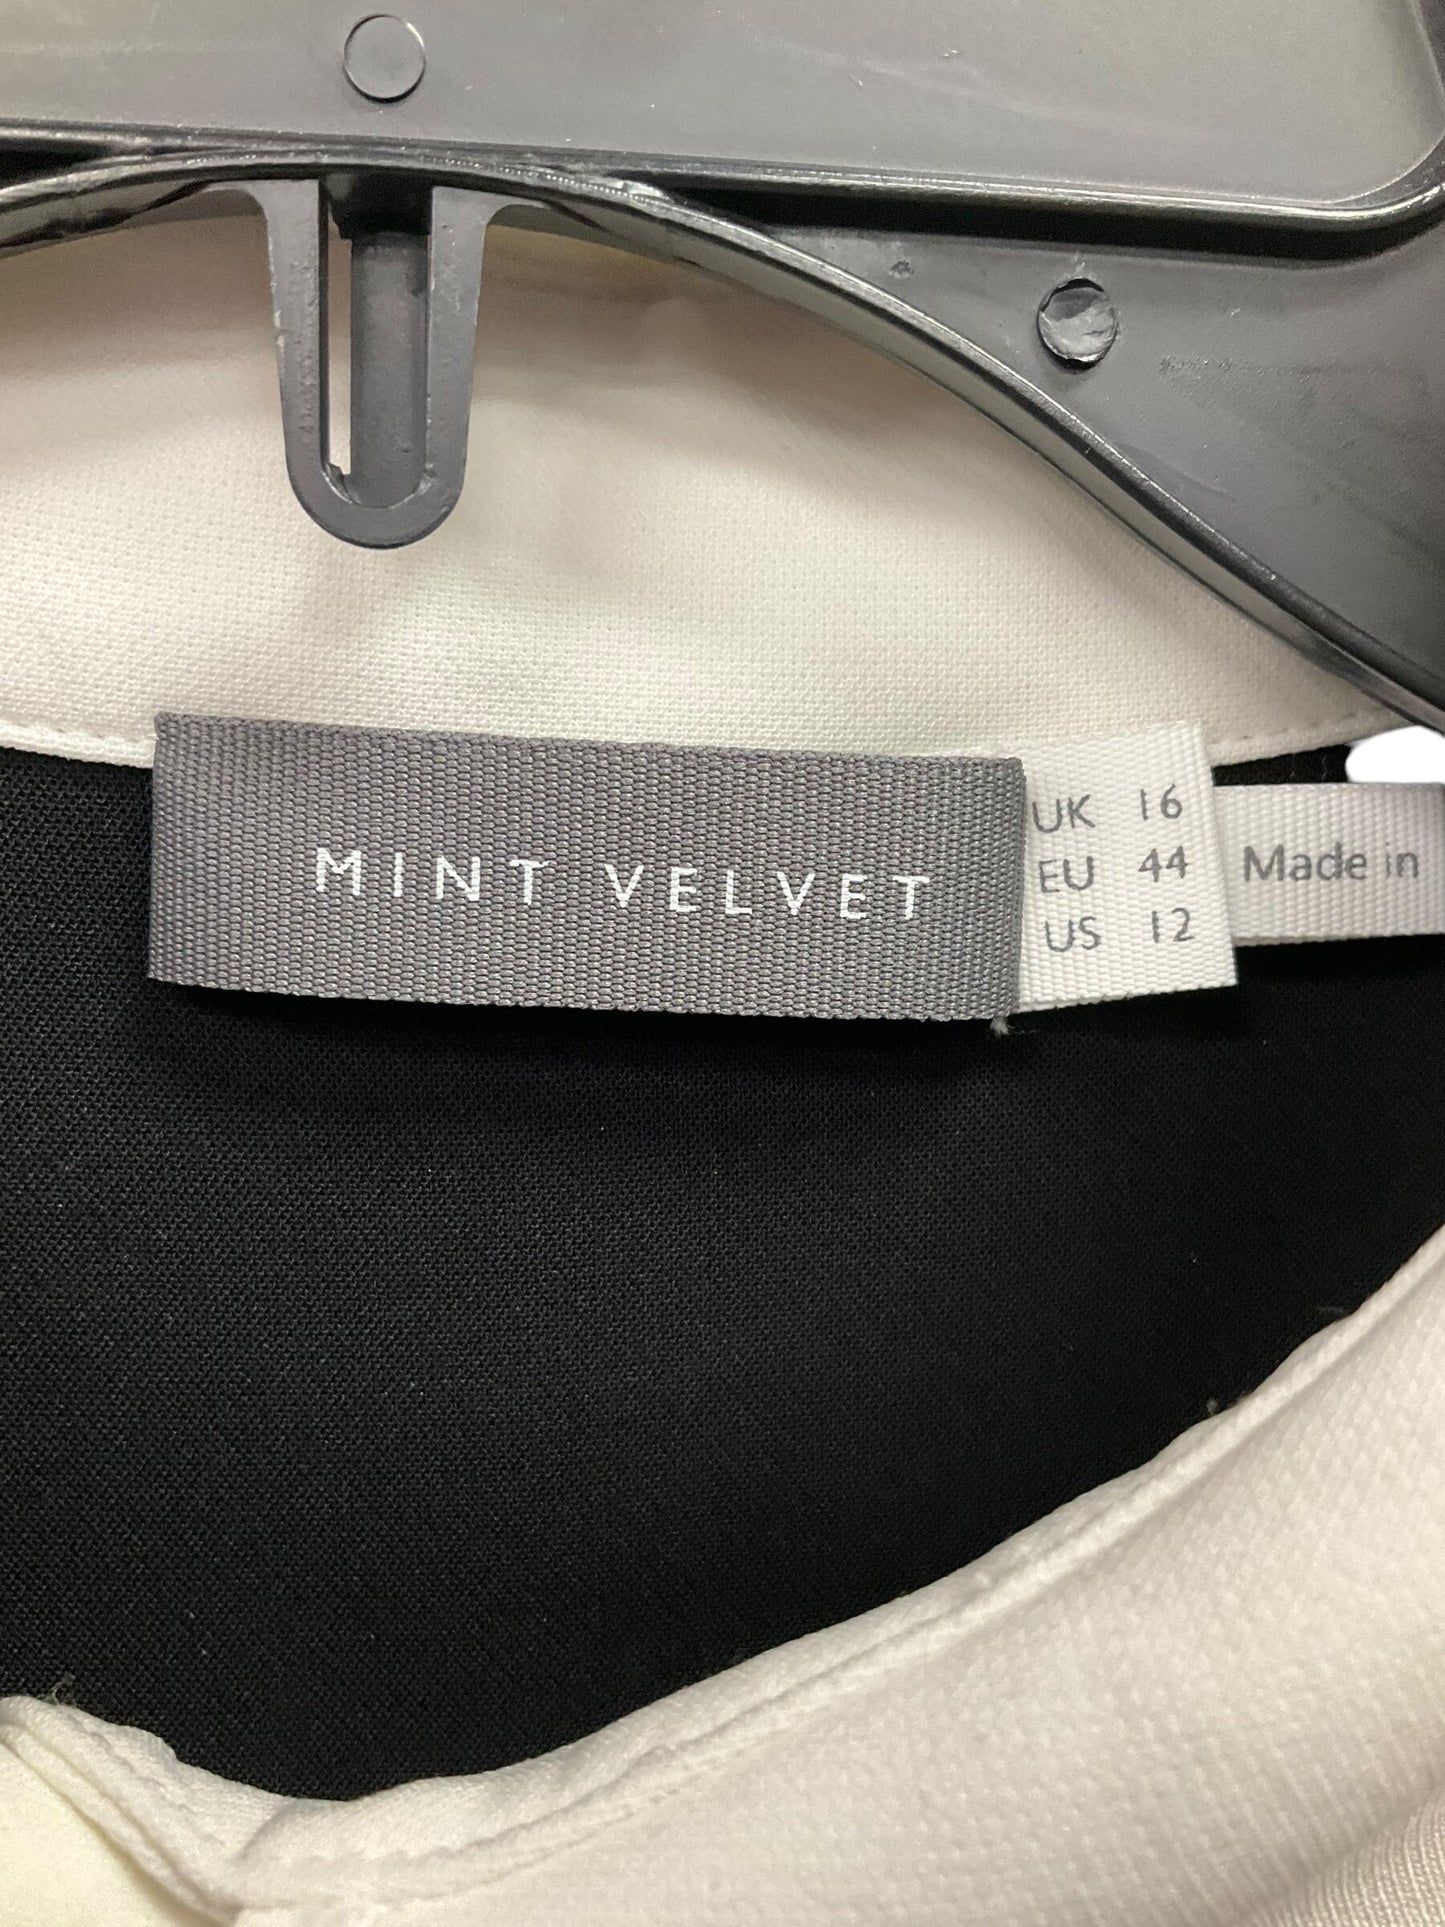 MINT VELVET
UK 16
EU 44
US 12
Made in